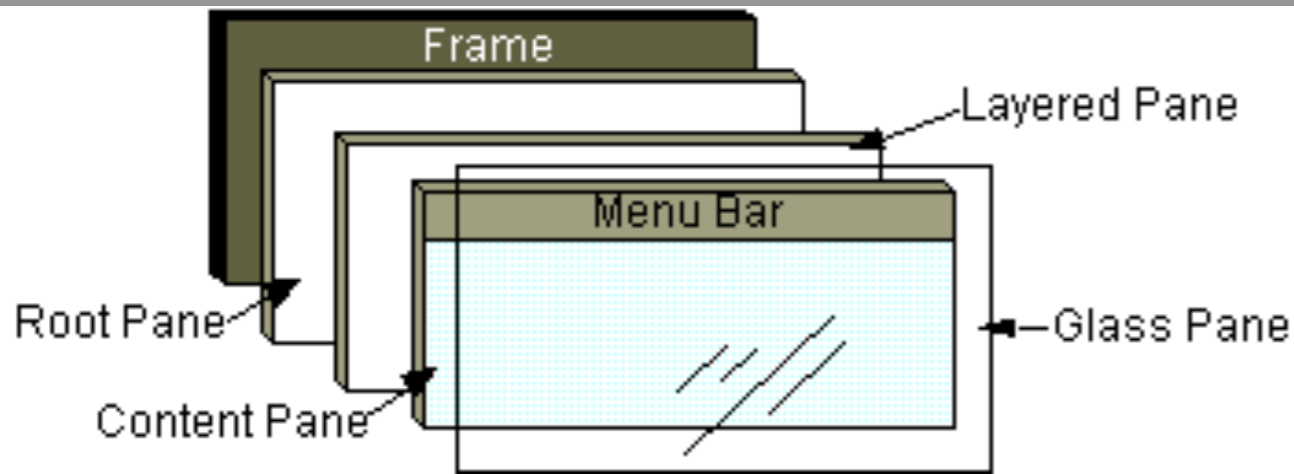 Frame
Layered Pane
Menu Bar
Root Pane
Glass Pane
Content Pane